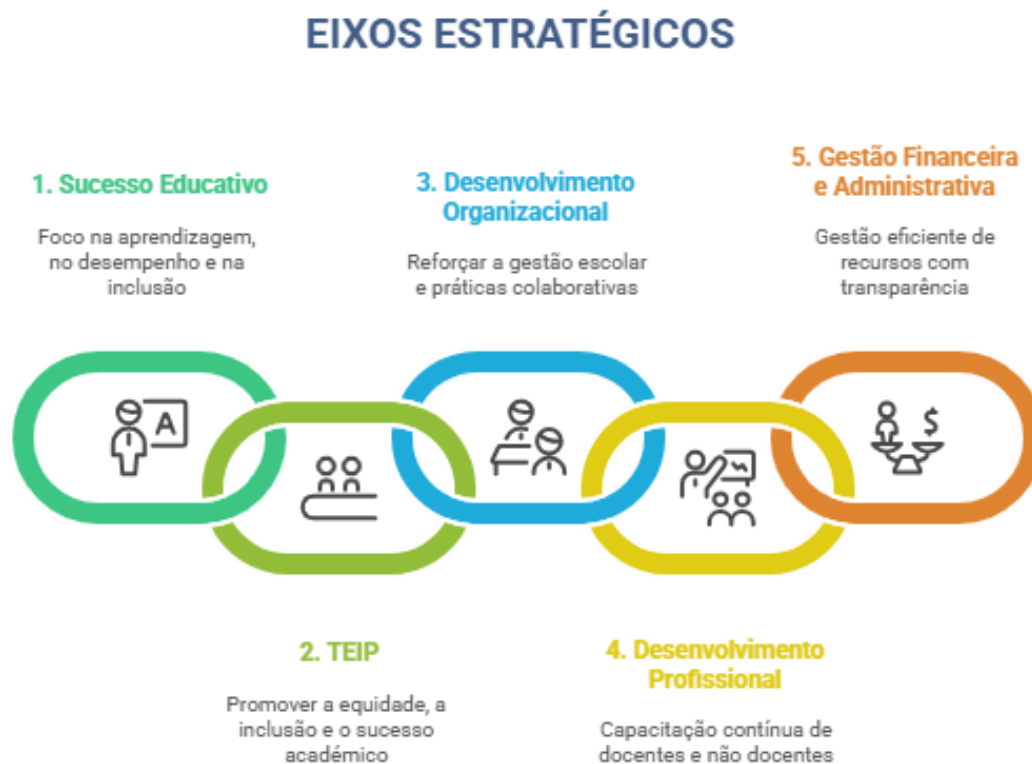 EIXOS ESTRATÉGICOS
1. Sucesso Educativo
Foco na aprendizagem,
no desempenho e na
inclusão
3. Desenvolvimento
Organizacional
Reforçar a gestão escolar
e práticas colaborativas
5. Gestão Financeira
e Administrativa
Gestão eficiente de
recursos com
transparência
A
$
2. TEIP
Promover a equidade, a
inclusão e o sucesso
académico
4. Desenvolvimento
Profissional
Capacitação contínua de
docentes e não docentes